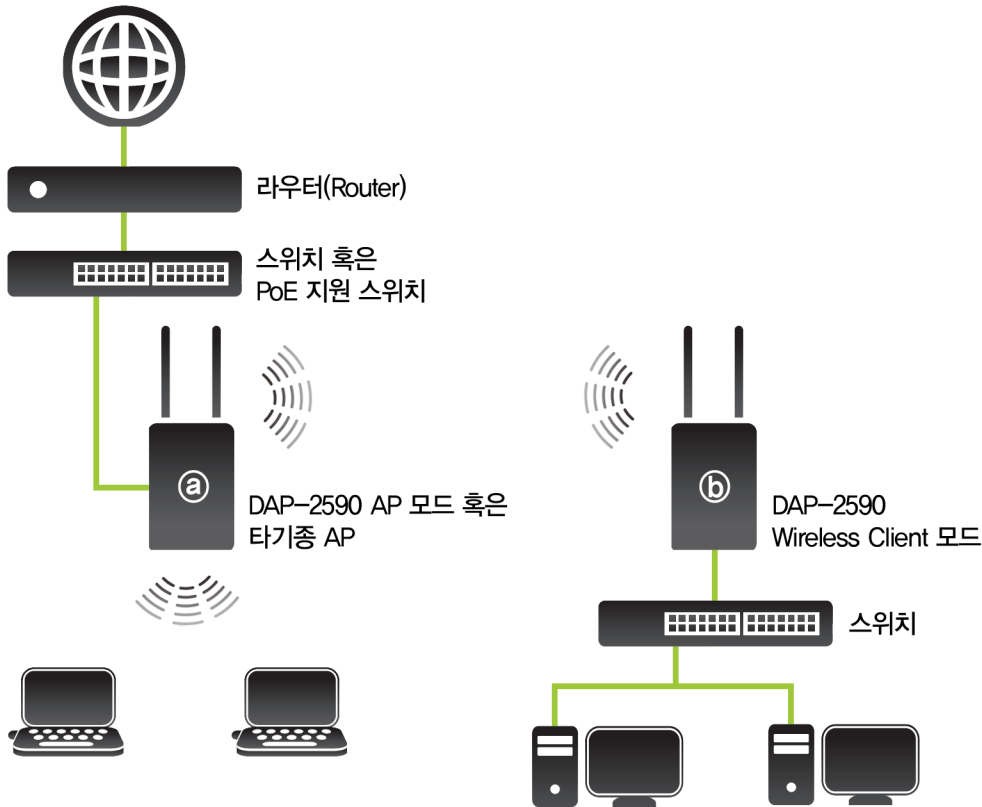 라우터(Router)
스위치 혹은
PoE 지원 스위치
ⓐ
DAP-2590 AP 모드 혹은
타기종 AP
ⓑ
DAP-2590
Wireless Client 모드
스위치